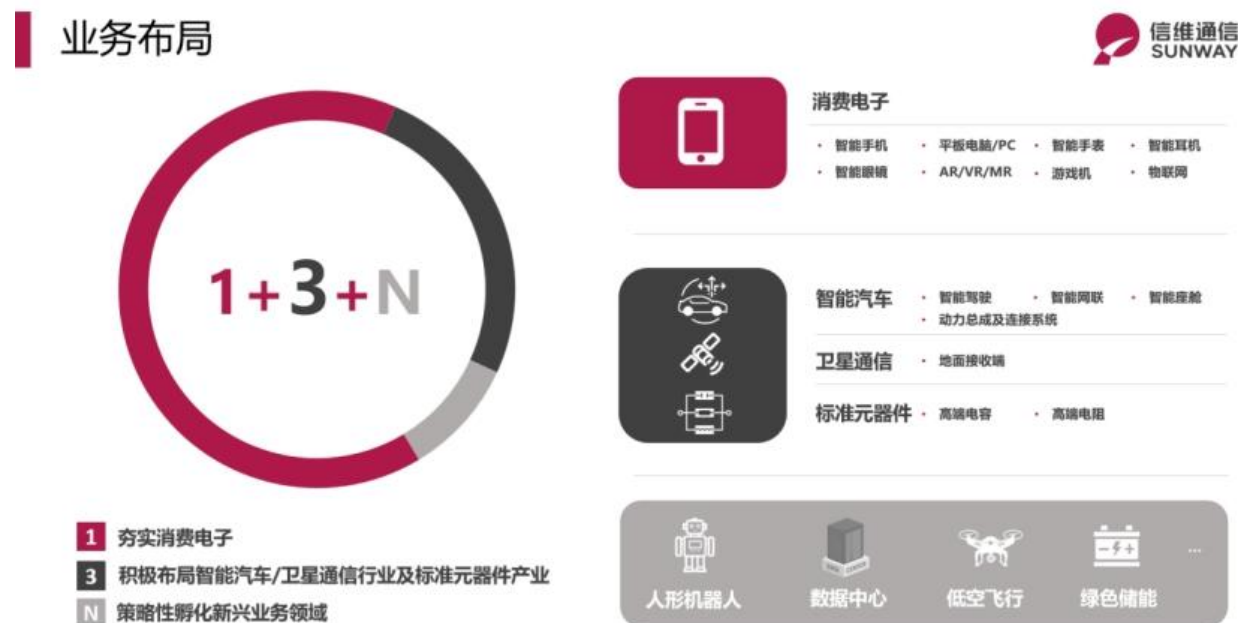 业务布局
信维通信
SUNWAY
1+3+N
1 夯实消费电子
3 积极布局智能汽车/卫星通信行业及标准元器件产业
N 策略性孵化新兴业务领域
消费电子
· 智能手机 · 平板电脑/PC · 智能手表 · 智能耳机
· 智能眼镜 · AR/VR/MR · 游戏机 · 物联网
智能汽车 · 智能驾驶 · 智能网联 · 智能座舱
· 动力总成及连接系统
卫星通信 · 地面接收端
标准元器件 · 高端电容 · 高端电阻
人形机器人 数据中心 低空飞行 绿色储能 ...